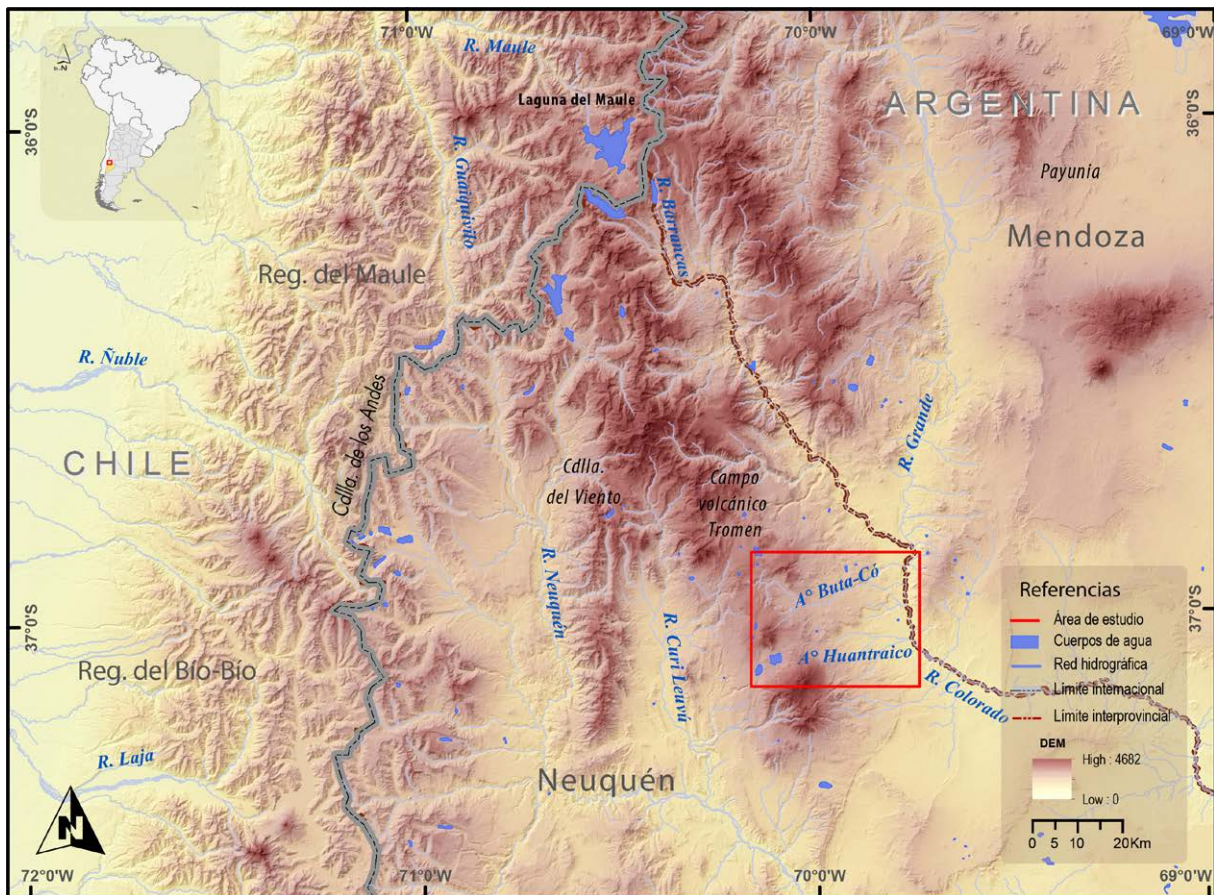 71°0'W
70°0'W
69°0'W
N
R. Maule
Laguna del Maule
ARGENTINA
36°0'S
36°0'S
R. Guaiquivilo
R. Barrancas
Payunia
Mendoza
Reg. del Maule
R. Ñuble
Cdlla. de los Andes
CHILE
R. Grande
Cdlla.
del Viento
Campo
volcánico
Tromen
R. Neuquén
R. Curi Leuvú
A° Buta-Có
A° Huantraico
R. Colorado
37°0'S
37°0'S
Reg. del Bío-Bío
R. Laja
Neuquén
Referencias
Área de estudio
Cuerpos de agua
Red hidrográfica
Límite internacional
Límite interprovincial
DEM
High : 4682
Low : 0
0 5 10 20Km
N
72°0'W
71°0'W
70°0'W
69°0'W